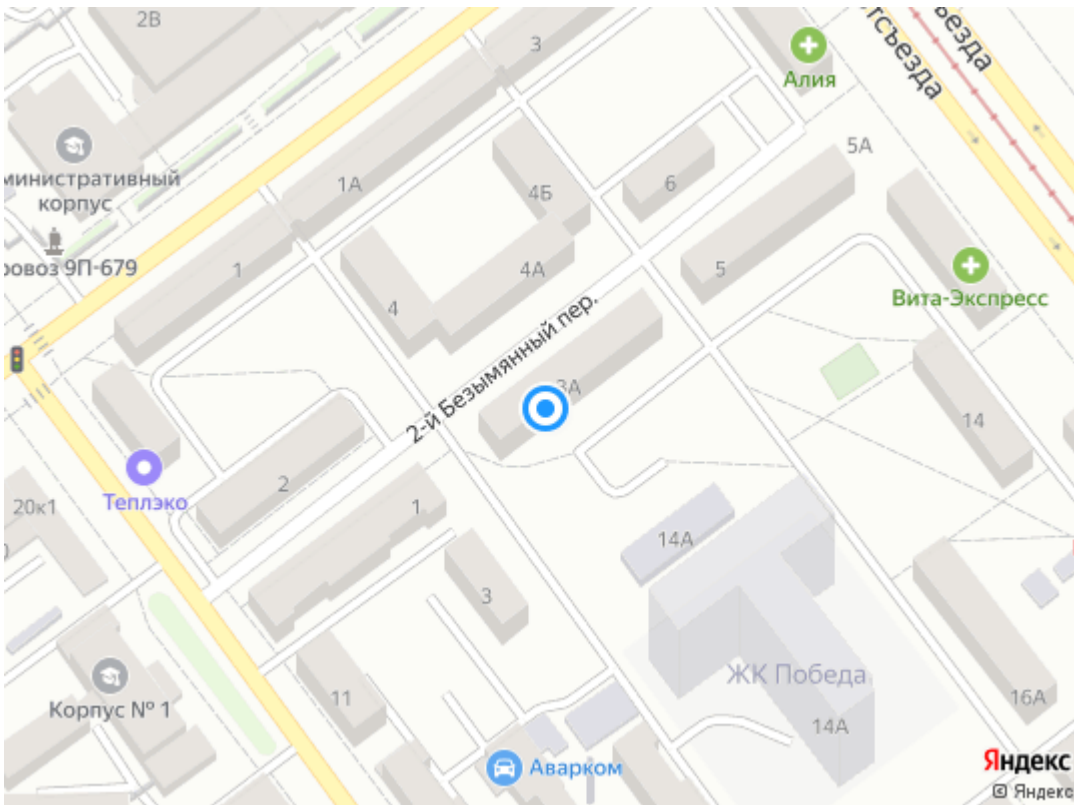 2В
3
Алия
ъезда
тсъезда
министративный
корпус
ровоз 9П-679
1А
4Б
6
5А
1
4
4А
5
Вита-Экспресс
2-й Безымянный пер.
3А
14
Теплэко
2
1
20к1
14А
3
ЖК Победа
Корпус № 1
11
14А
16А
Аварком
Яндекс
© Яндекс